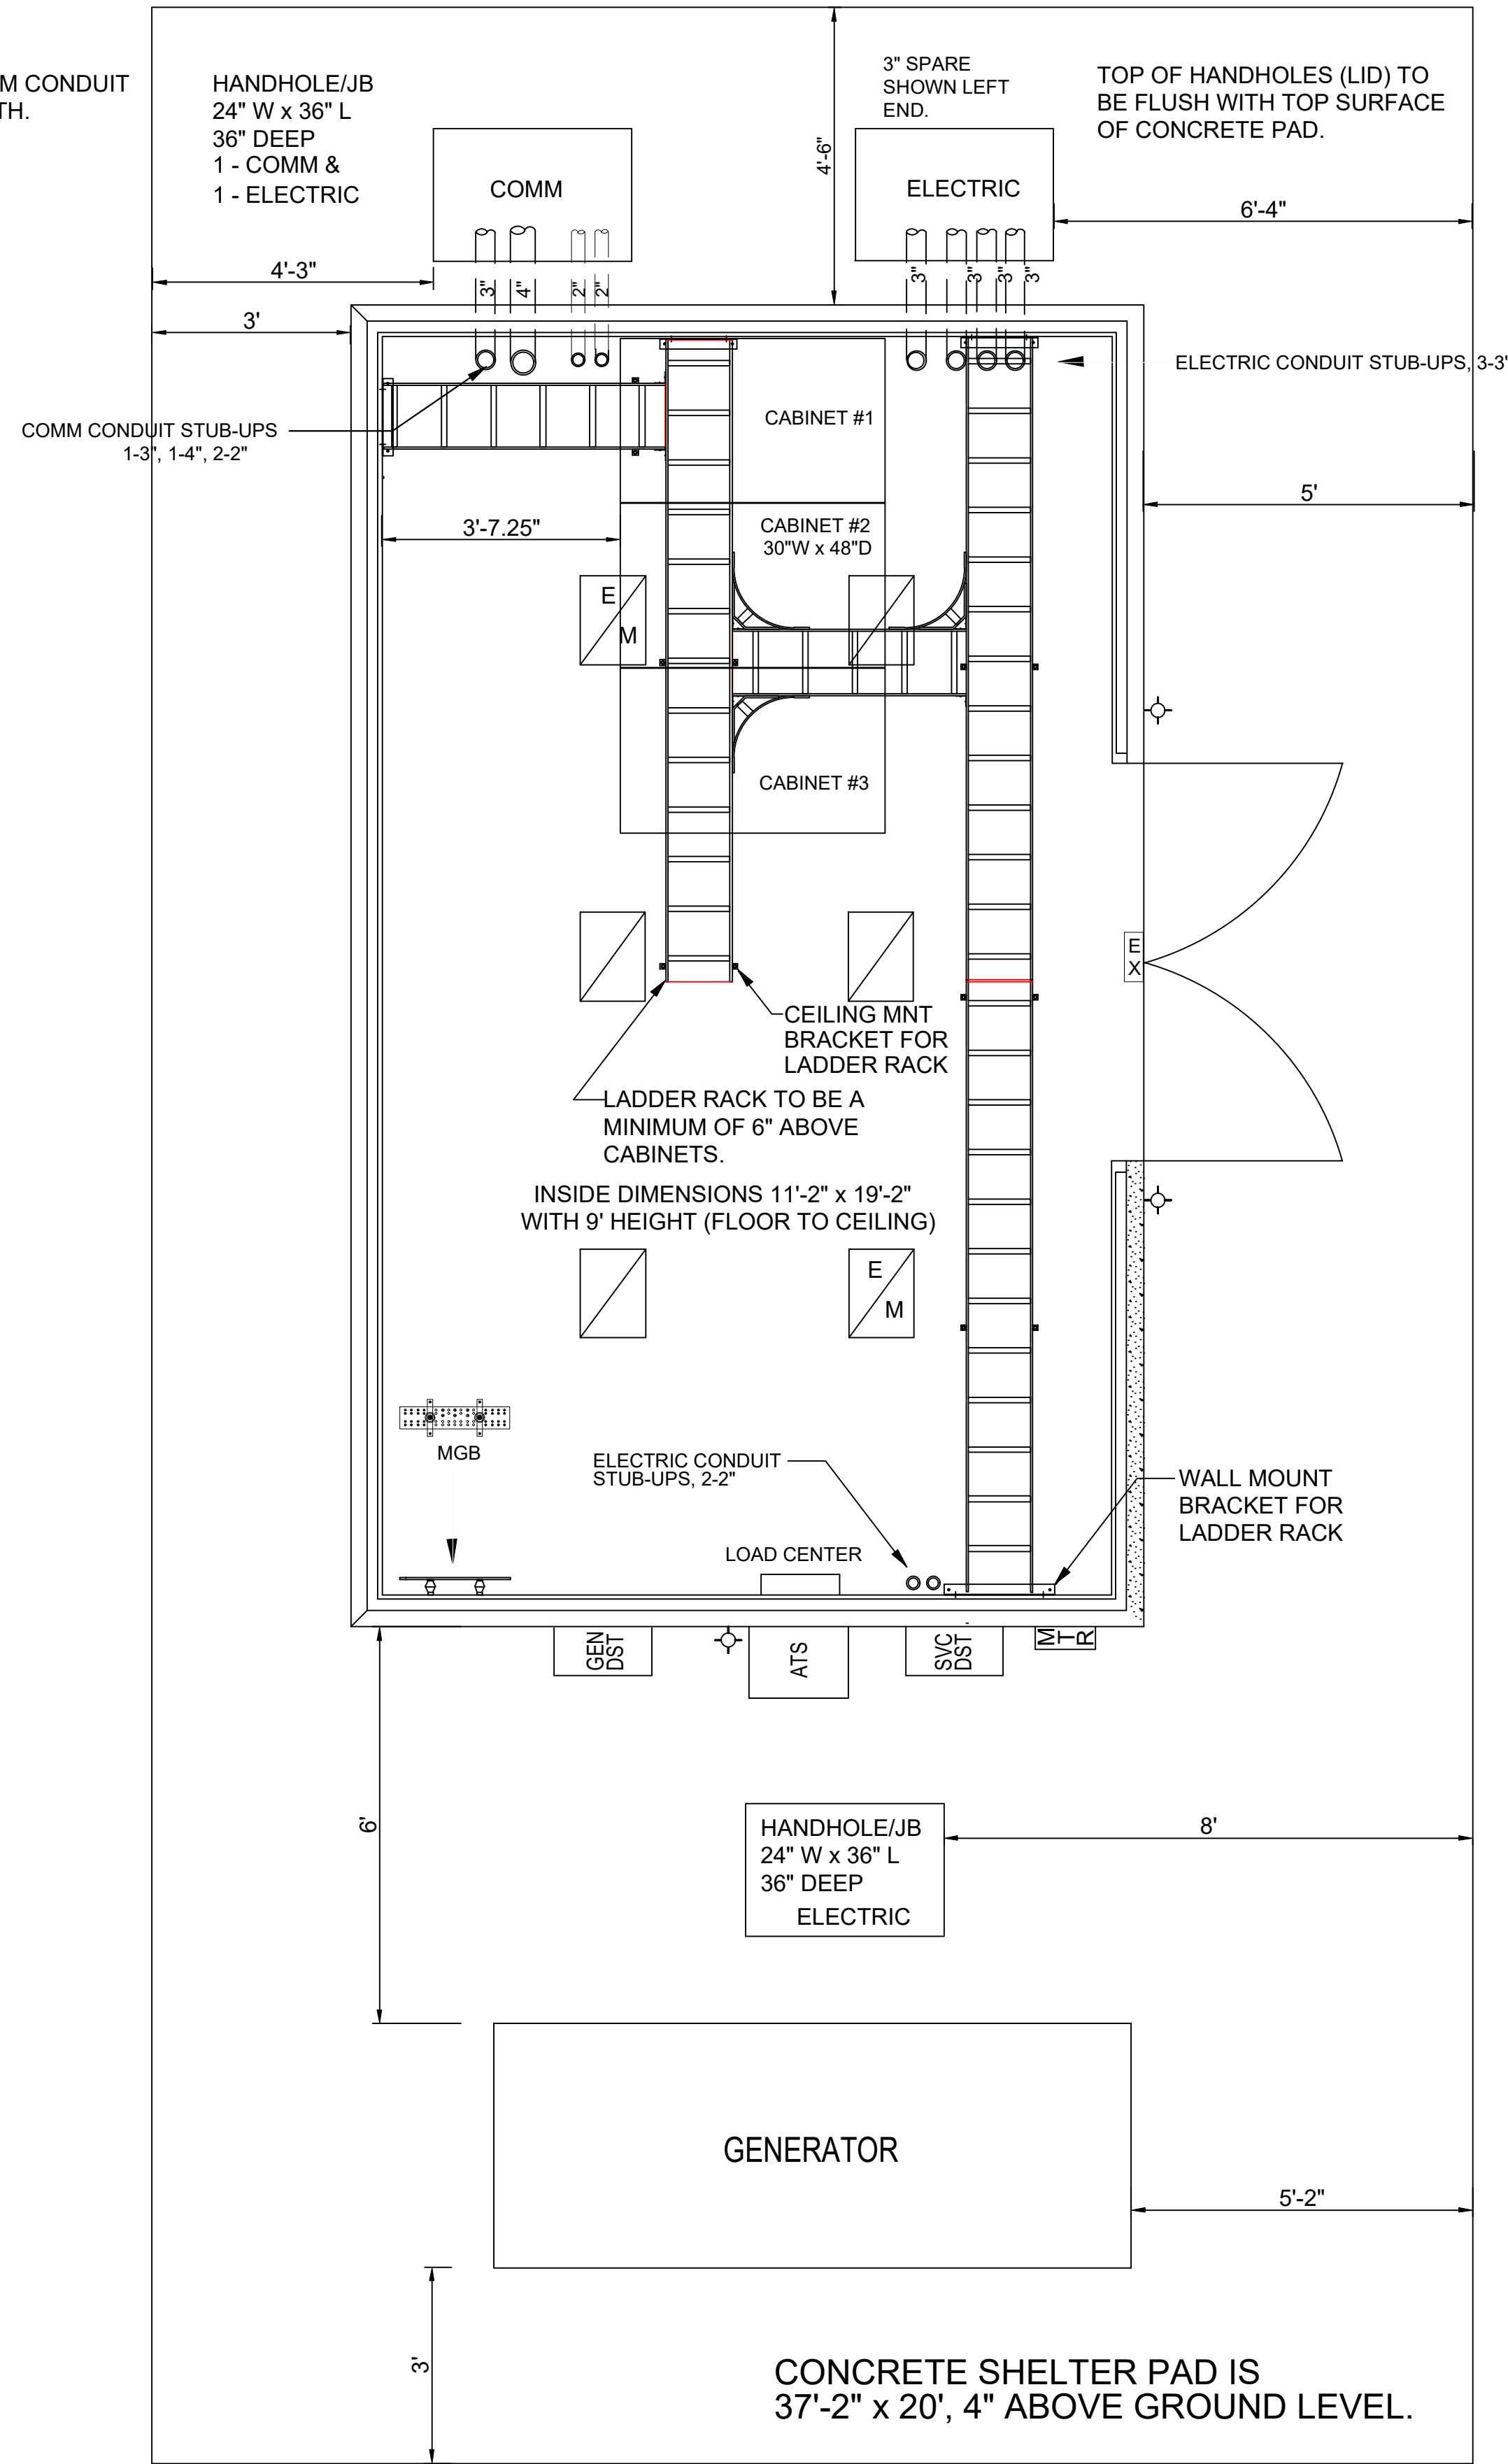 M CONDUIT
TH.
HANDHOLE/JB
24" W x 36" L
36" DEEP
1 - COMM &
1 - ELECTRIC
COMM
4'-6"
3" SPARE
SHOWN LEFT
END.
ELECTRIC
TOP OF HANDHOLES (LID) TO
BE FLUSH WITH TOP SURFACE
OF CONCRETE PAD.
6'-4"
4'-3"
3"
4"
2"
2"
3"
3"
3"
3"
3'
ELECTRIC CONDUIT STUB-UPS, 3-3'
COMM CONDUIT STUB-UPS
1-3", 1-4", 2-2"
CABINET #1
5'
3'-7.25"
CABINET #2
30"W x 48"D
E
M
CABINET #3
E
X
CEILING MNT
BRACKET FOR
LADDER RACK
LADDER RACK TO BE A
MINIMUM OF 6" ABOVE
CABINETS.
INSIDE DIMENSIONS 11'-2" x 19'-2"
WITH 9' HEIGHT (FLOOR TO CEILING)
E
M
MGB
ELECTRIC CONDUIT
STUB-UPS, 2-2"
WALL MOUNT
BRACKET FOR
LADDER RACK
LOAD CENTER
GEN
DST
ATS
SVC
DST
MTR
6'
HANDHOLE/JB
24" W x 36" L
36" DEEP
ELECTRIC
8'
GENERATOR
5'-2"
3'
CONCRETE SHELTER PAD IS
37'-2" x 20', 4" ABOVE GROUND LEVEL.